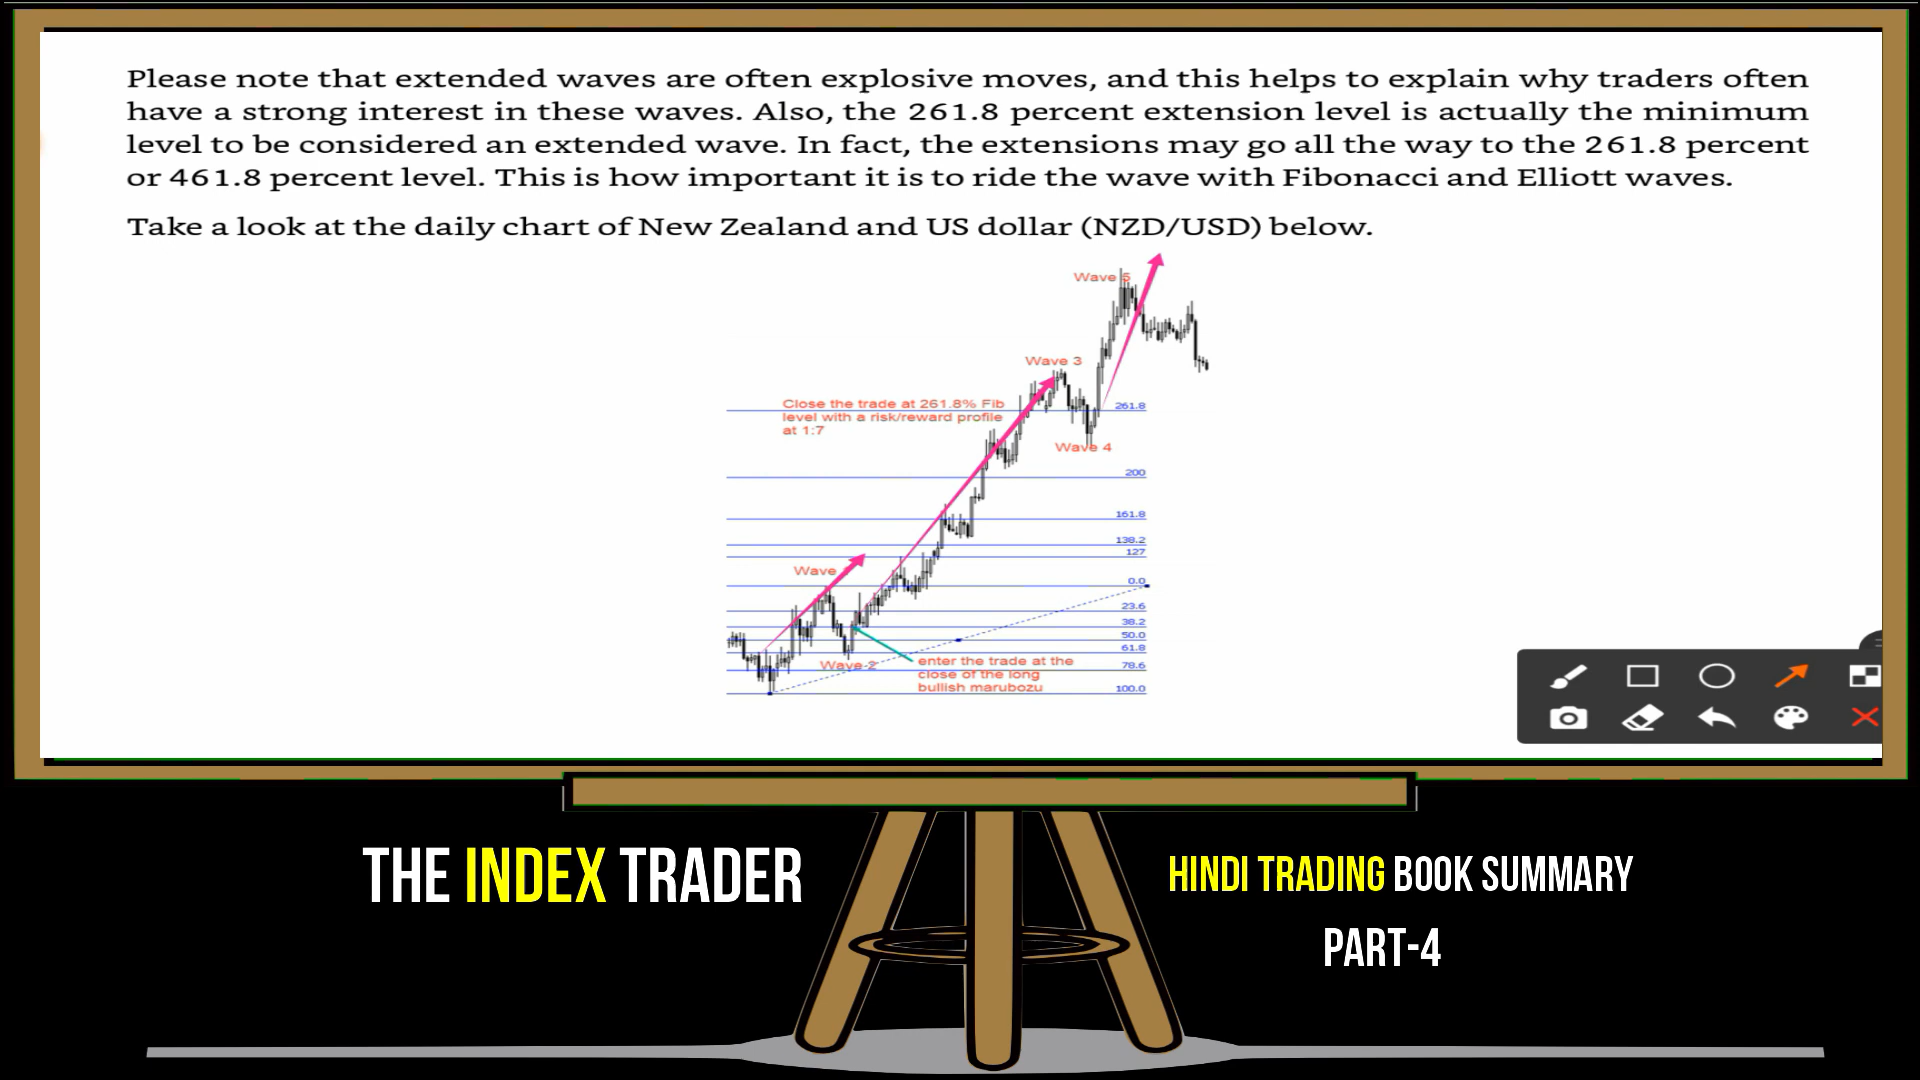 Please note that extended waves are often explosive moves, and this helps to explain why traders often
have a strong interest in these waves. Also, the 261.8 percent extension level is actually the minimum
level to be considered an extended wave. In fact, the extensions may go all the way to the 261.8 percent
or 461.8 percent level. This is how important it is to ride the wave with Fibonacci and Elliott waves.
Take a look at the daily chart of New Zealand and US dollar (NZD/USD) below.
Wave 5
Wave 3
Close the trade at 261.8% Fib
level with a risk/reward profile
at 1:7
261.8
Wave 4
200
161.8
138.2
127
Wave
0.0
23.6
38.2
50.0
61.8
Wave-2
enter the trade at the
close of the long
bullish marubozu
78.6
100.0
THE INDEX TRADER
HINDI TRADING BOOK SUMMARY
PART-4